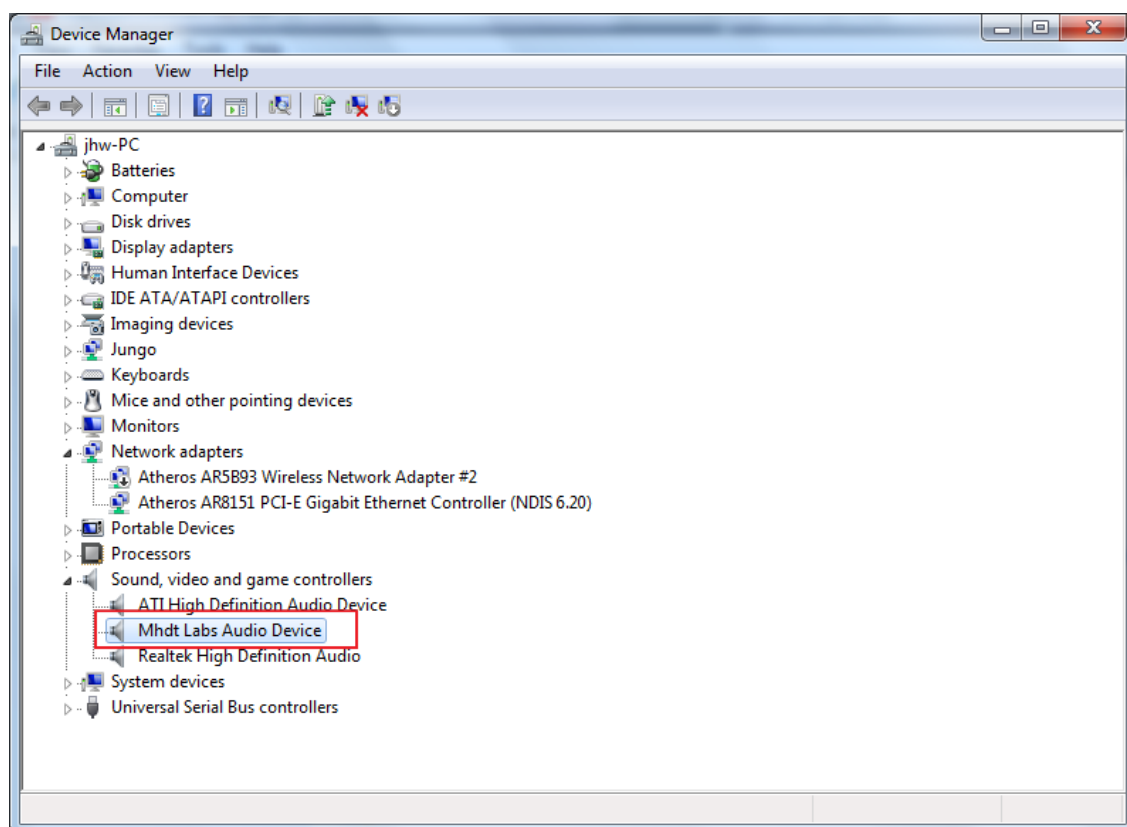 Device Manager
File Action View Help
jhw-PC
Batteries
Computer
Disk drives
Display adapters
Human Interface Devices
IDE ATA/ATAPI controllers
Imaging devices
Jungo
Keyboards
Mice and other pointing devices
Monitors
Network adapters
Atheros AR5B93 Wireless Network Adapter #2
Atheros AR8151 PCI-E Gigabit Ethernet Controller (NDIS 6.20)
Portable Devices
Processors
Sound, video and game controllers
ATI High Definition Audio Device
Mhdt Labs Audio Device
Realtek High Definition Audio
System devices
Universal Serial Bus controllers